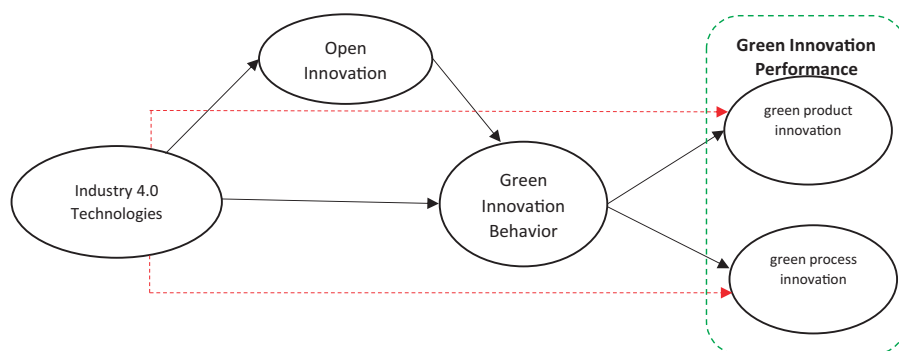 Open
Innovation
Green Innovation
Performance
green product
innovation
Industry 4.0
Technologies
Green
Innovation
Behavior
green process
innovation